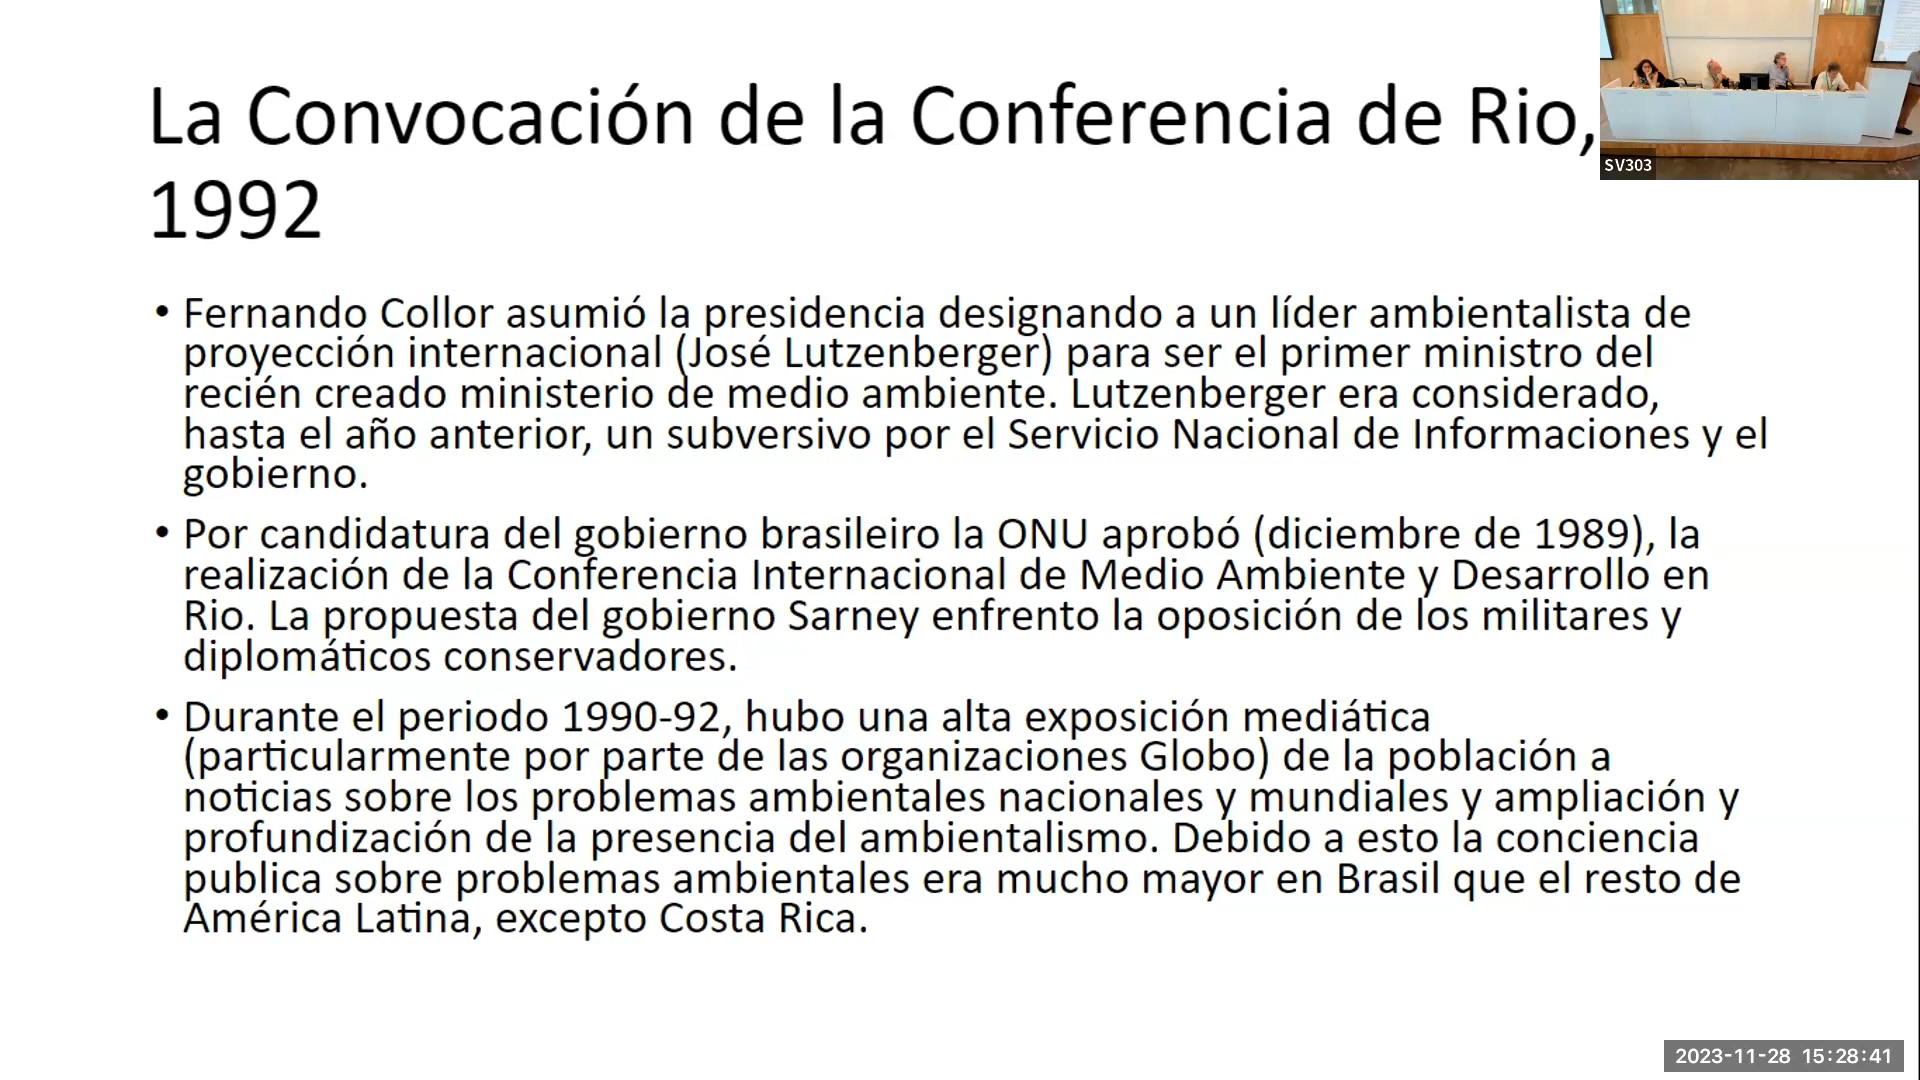 La Convocación de la Conferencia de Rio,
1992
SV303
• Fernando Collor asumió la presidencia designando a un líder ambientalista de
proyección internacional (José Lutzenberger) para ser el primer ministro del
recién creado ministerio de medio ambiente. Lutzenberger era considerado,
hasta el año anterior, un subversivo por el Servicio Nacional de Informaciones y el
gobierno.
• Por candidatura del gobierno brasileiro la ONU aprobó (diciembre de 1989), la
realización de la Conferencia Internacional de Medio Ambiente y Desarrollo en
Rio. La propuesta del gobierno Sarney enfrento la oposición de los militares y
diplomáticos conservadores.
• Durante el periodo 1990-92, hubo una alta exposición mediática
(particularmente por parte de las organizaciones Globo) de la población a
noticias sobre los problemas ambientales nacionales y mundiales y ampliación y
profundización de la presencia del ambientalismo. Debido a esto la conciencia
publica sobre problemas ambientales era mucho mayor en Brasil que el resto de
América Latina, excepto Costa Rica.
2023-11-28 15:28:41